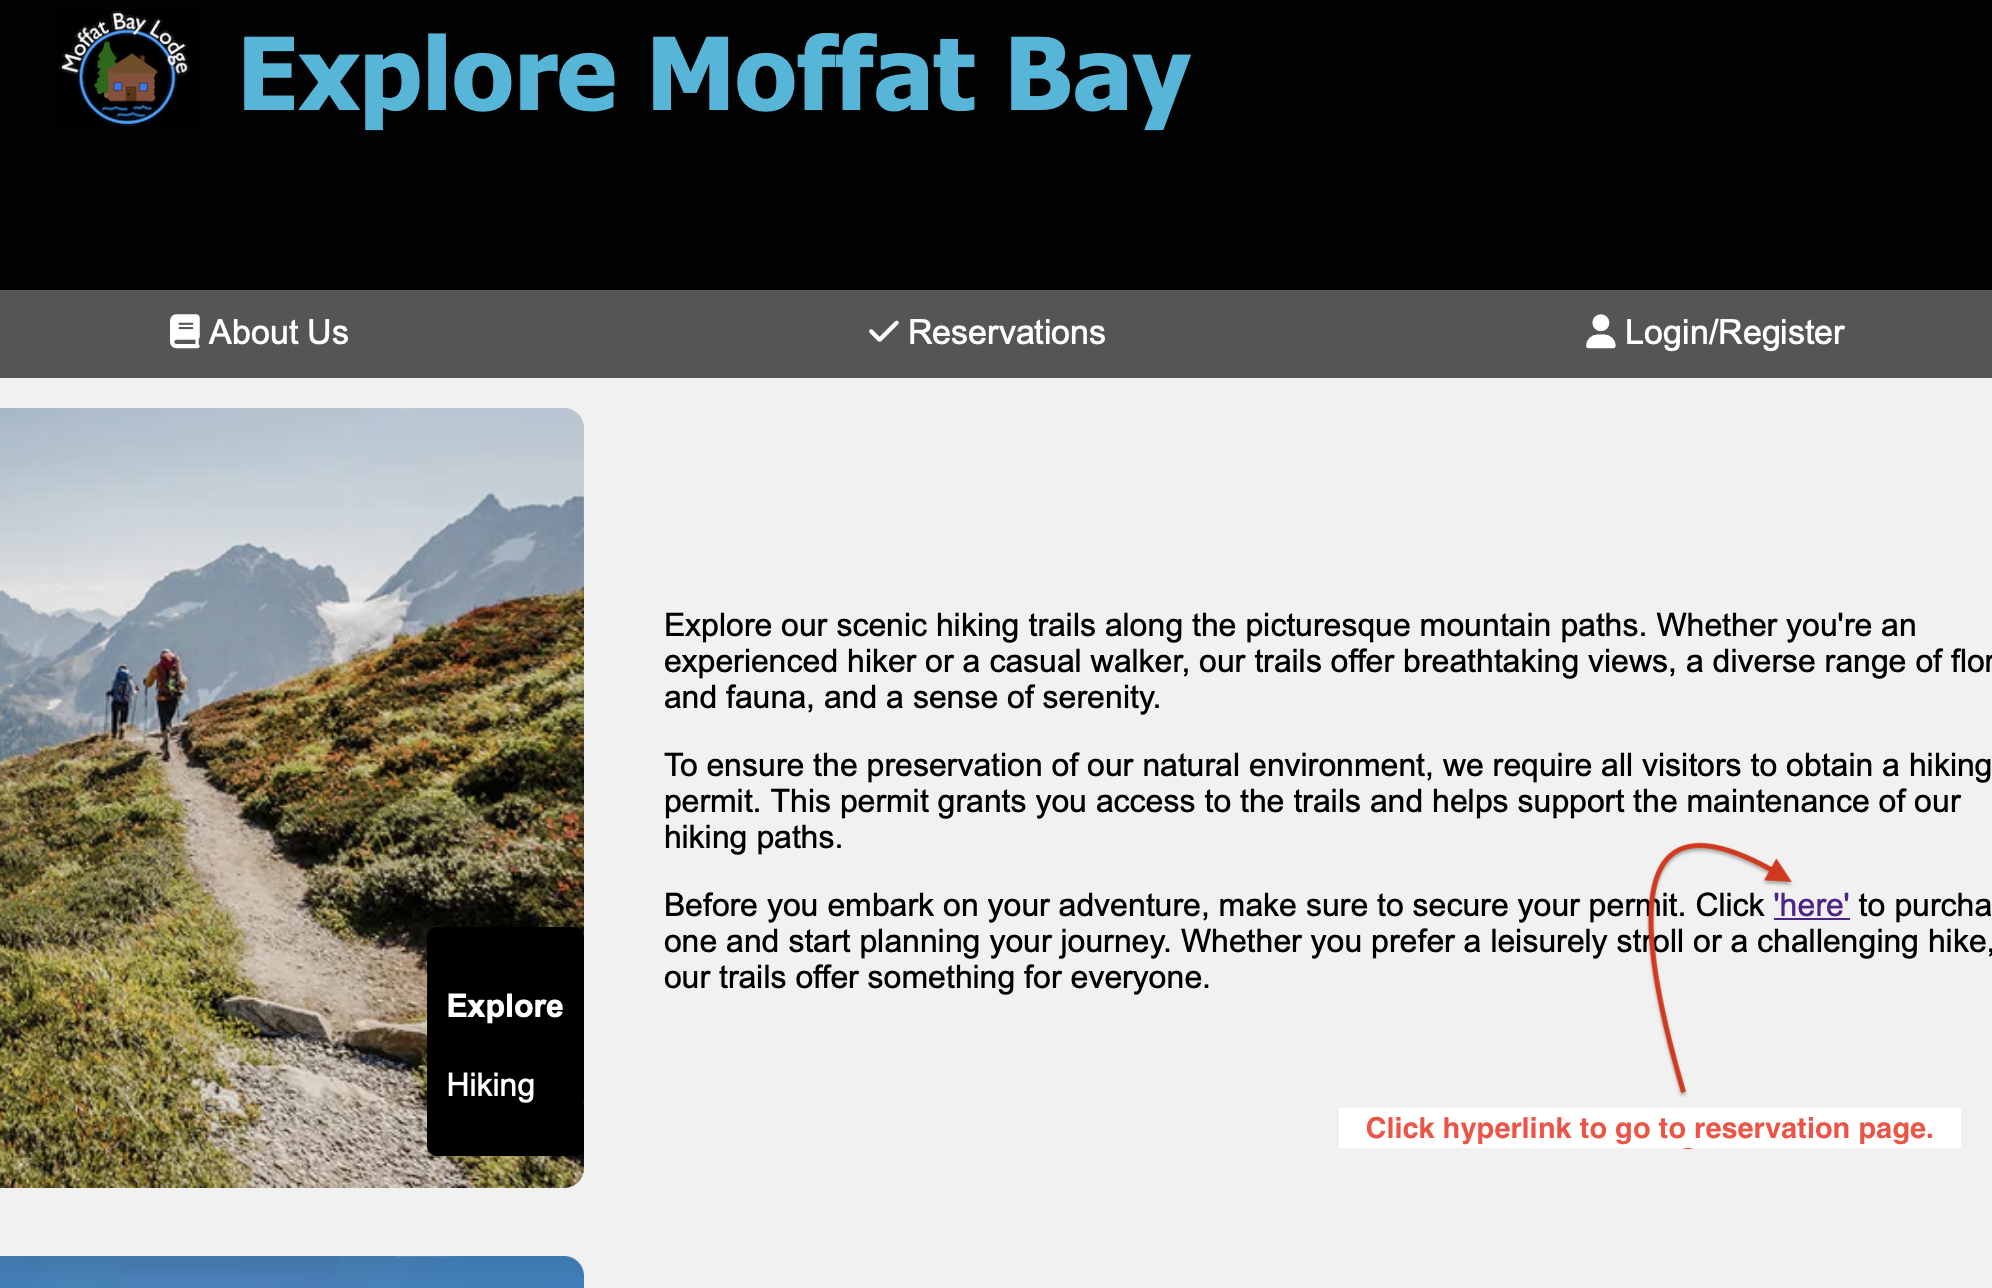 Moffat Bay Lodge
Explore Moffat Bay
About Us
Reservations
Login/Register
Explore our scenic hiking trails along the picturesque mountain paths. Whether you're an
experienced hiker or a casual walker, our trails offer breathtaking views, a diverse range of
and fauna, and a sense of serenity.
To ensure the preservation of our natural environment, we require all visitors to obtain a hiking
permit. This permit grants you access to the trails and helps support the maintenance of our
hiking paths.
Before you embark on your adventure, make sure to secure your permit. Click 'here' to
one and start planning your journey. Whether you prefer a leisurely stroll or a challenging hike,
our trails offer something for everyone.
Explore
Hiking
Click hyperlink to go to reservation page.